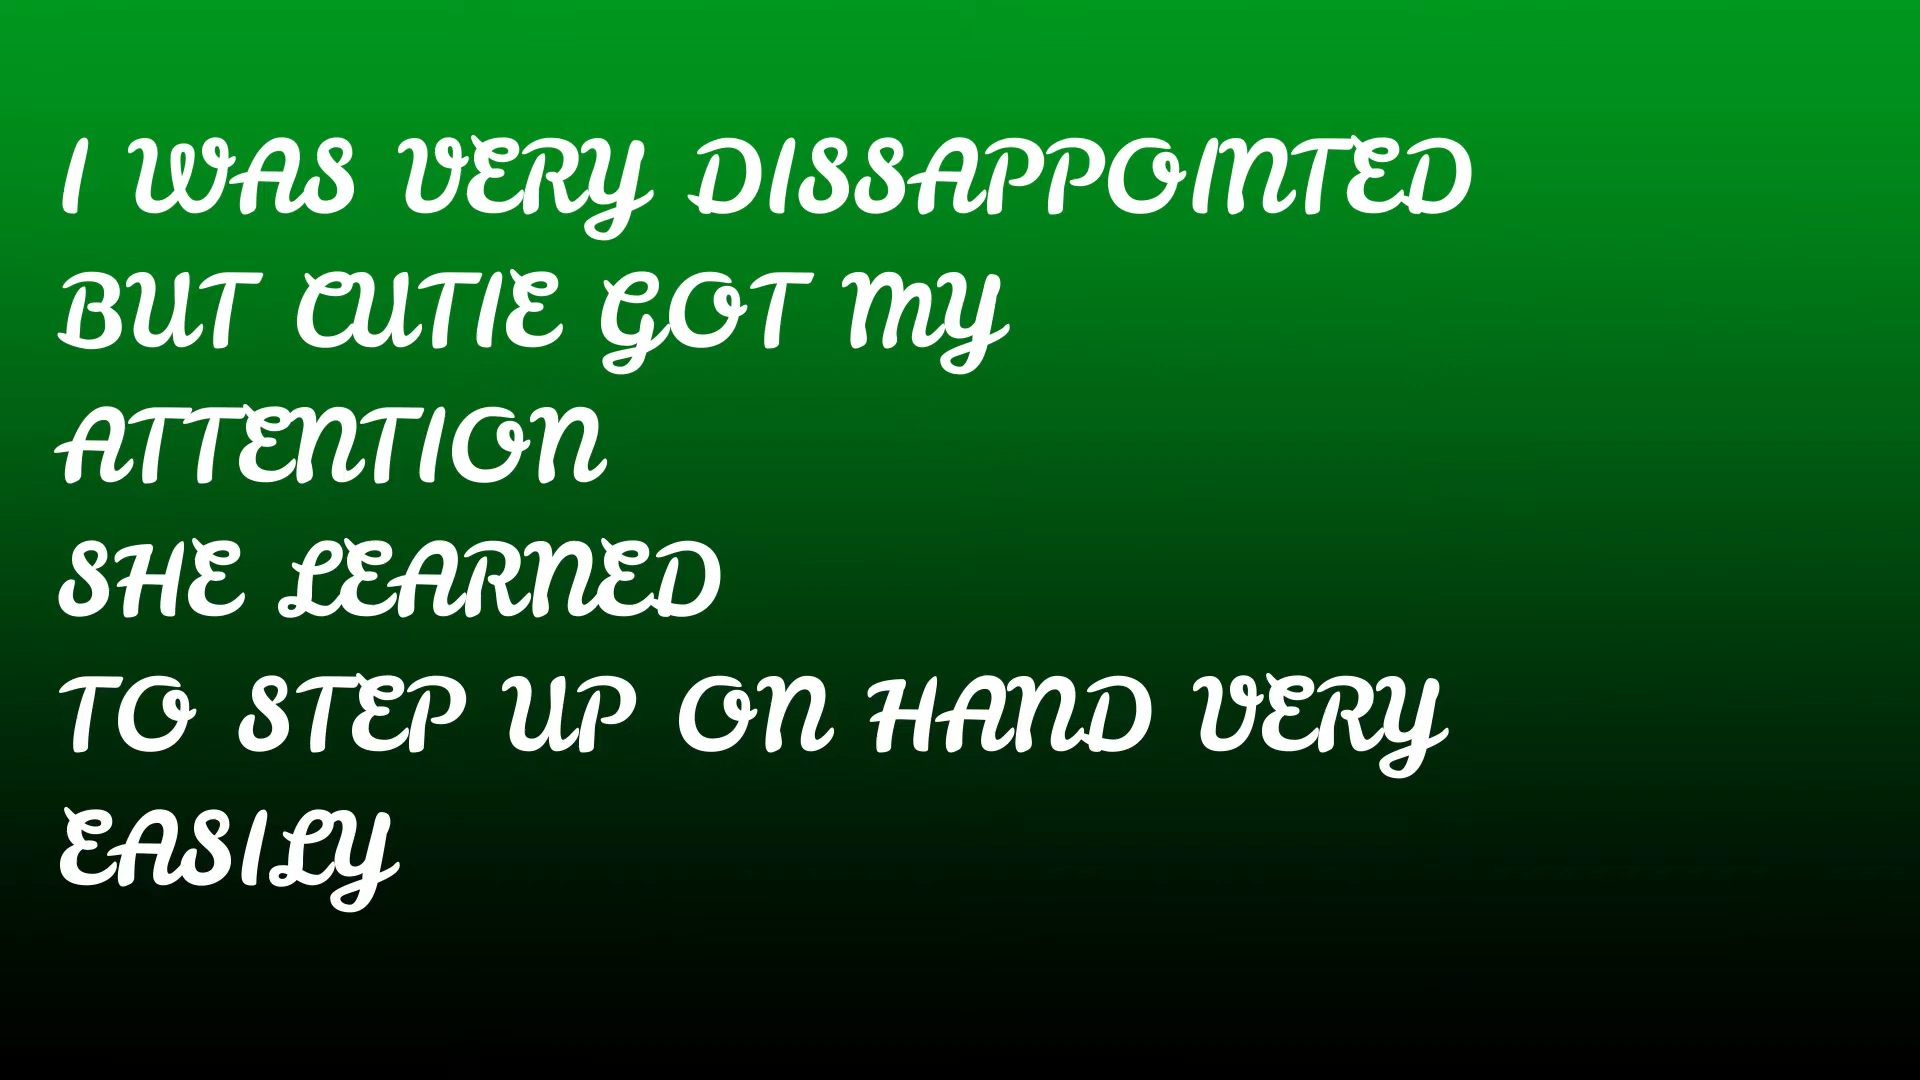 I WAS VERY DISSAPPOINTED
BUT CUTIE GOT MY
ATTENTION
SHE LEARNED
TO STEP UP ON HAND VERY
EASILY